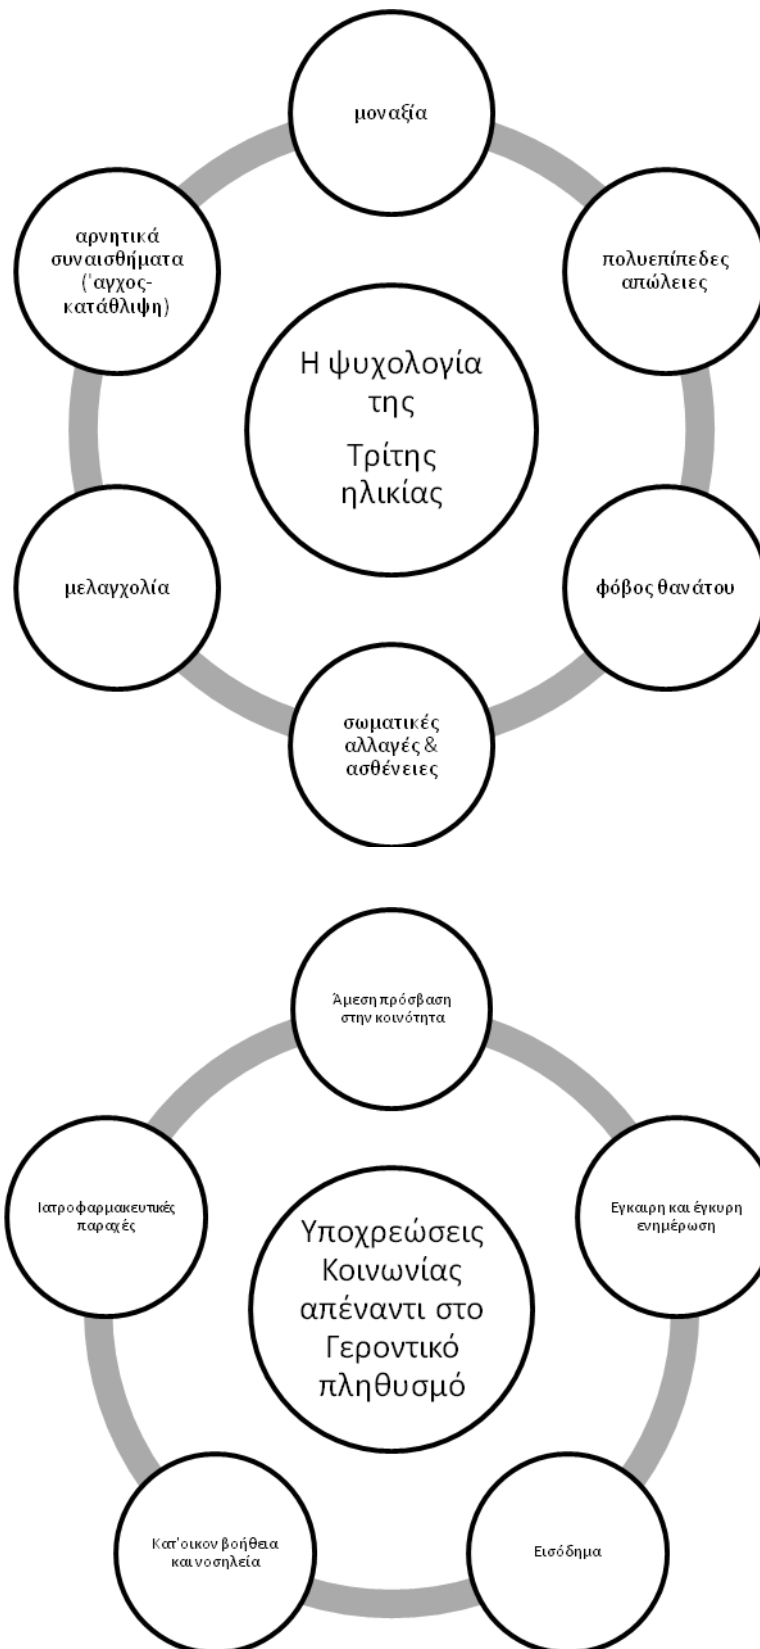 μοναξία
πολυεπίπεδες
απώλειες
φόβος θανάτου
σωματικές
αλλαγές &
ασθένειες
μελαγχολία
αρνητικά
συναισθήματα
('αγχος-
κατάθλιψη)
Η ψυχολογία
της
Τρίτης
ηλικίας
Άμεση πρόσβαση
στην κοινότητα
Εγκαιρη και έγκυρη
ενημέρωση
Εισόδημα
Κατ'οικον βοήθεια
και νοσηλεία
Ιατροφαρμακευτικές
παραχές
Υποχρεώσεις
Κοινωνίας
απέναντι στο
Γεροντικό
πληθυσμό